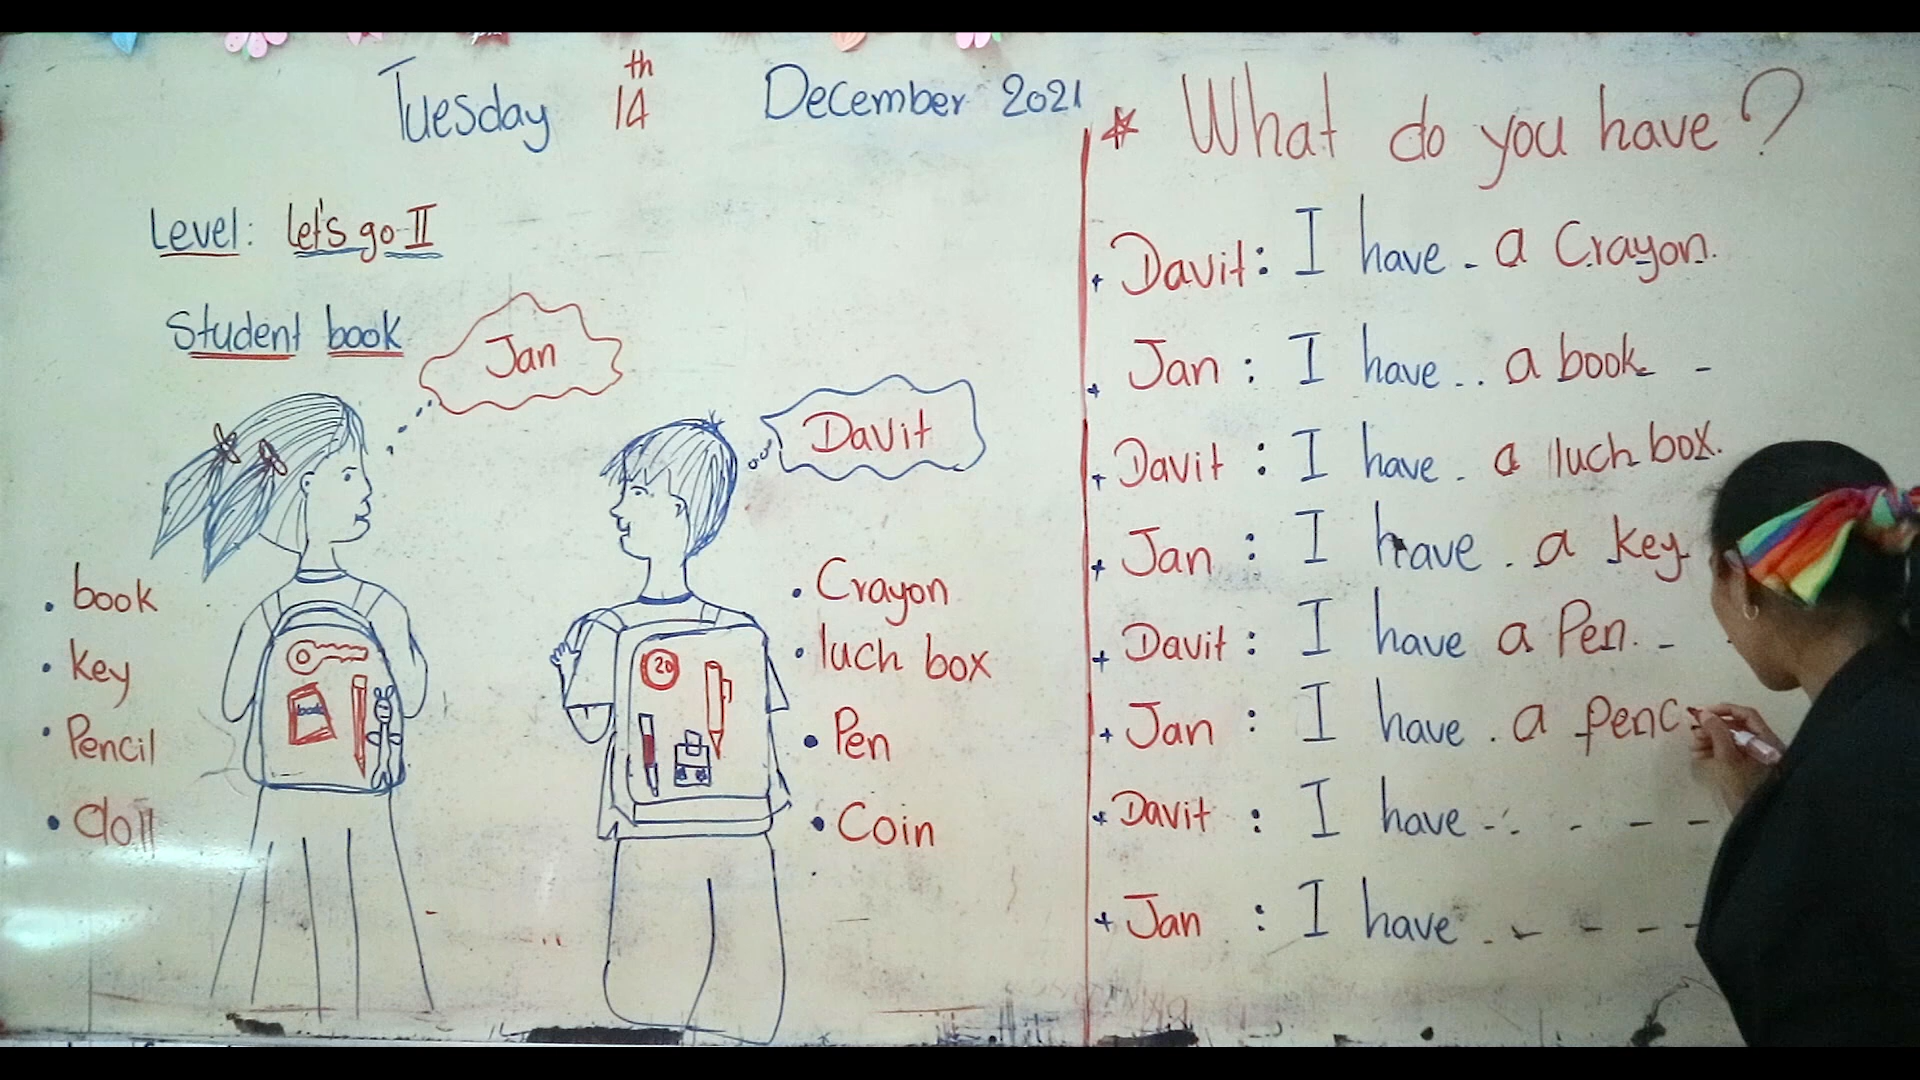 Tuesday 14th December 2021
Level: Let's go II
Student book
Jan
Davit
• book
• key
• Pencil
• doll
book
20
• Crayon
• luch box
• Pen
• Coin
* What do you have?
+ Davit: I have - a Crayon.
+ Jan : I have .. a book -
+ Davit : I have . a luch box.
+ Jan : I have . a key
+ Davit : I have a Pen. -
+ Jan : I have . a penc
+ Davit : I have -.. - - -
+ Jan : I have . - - - -